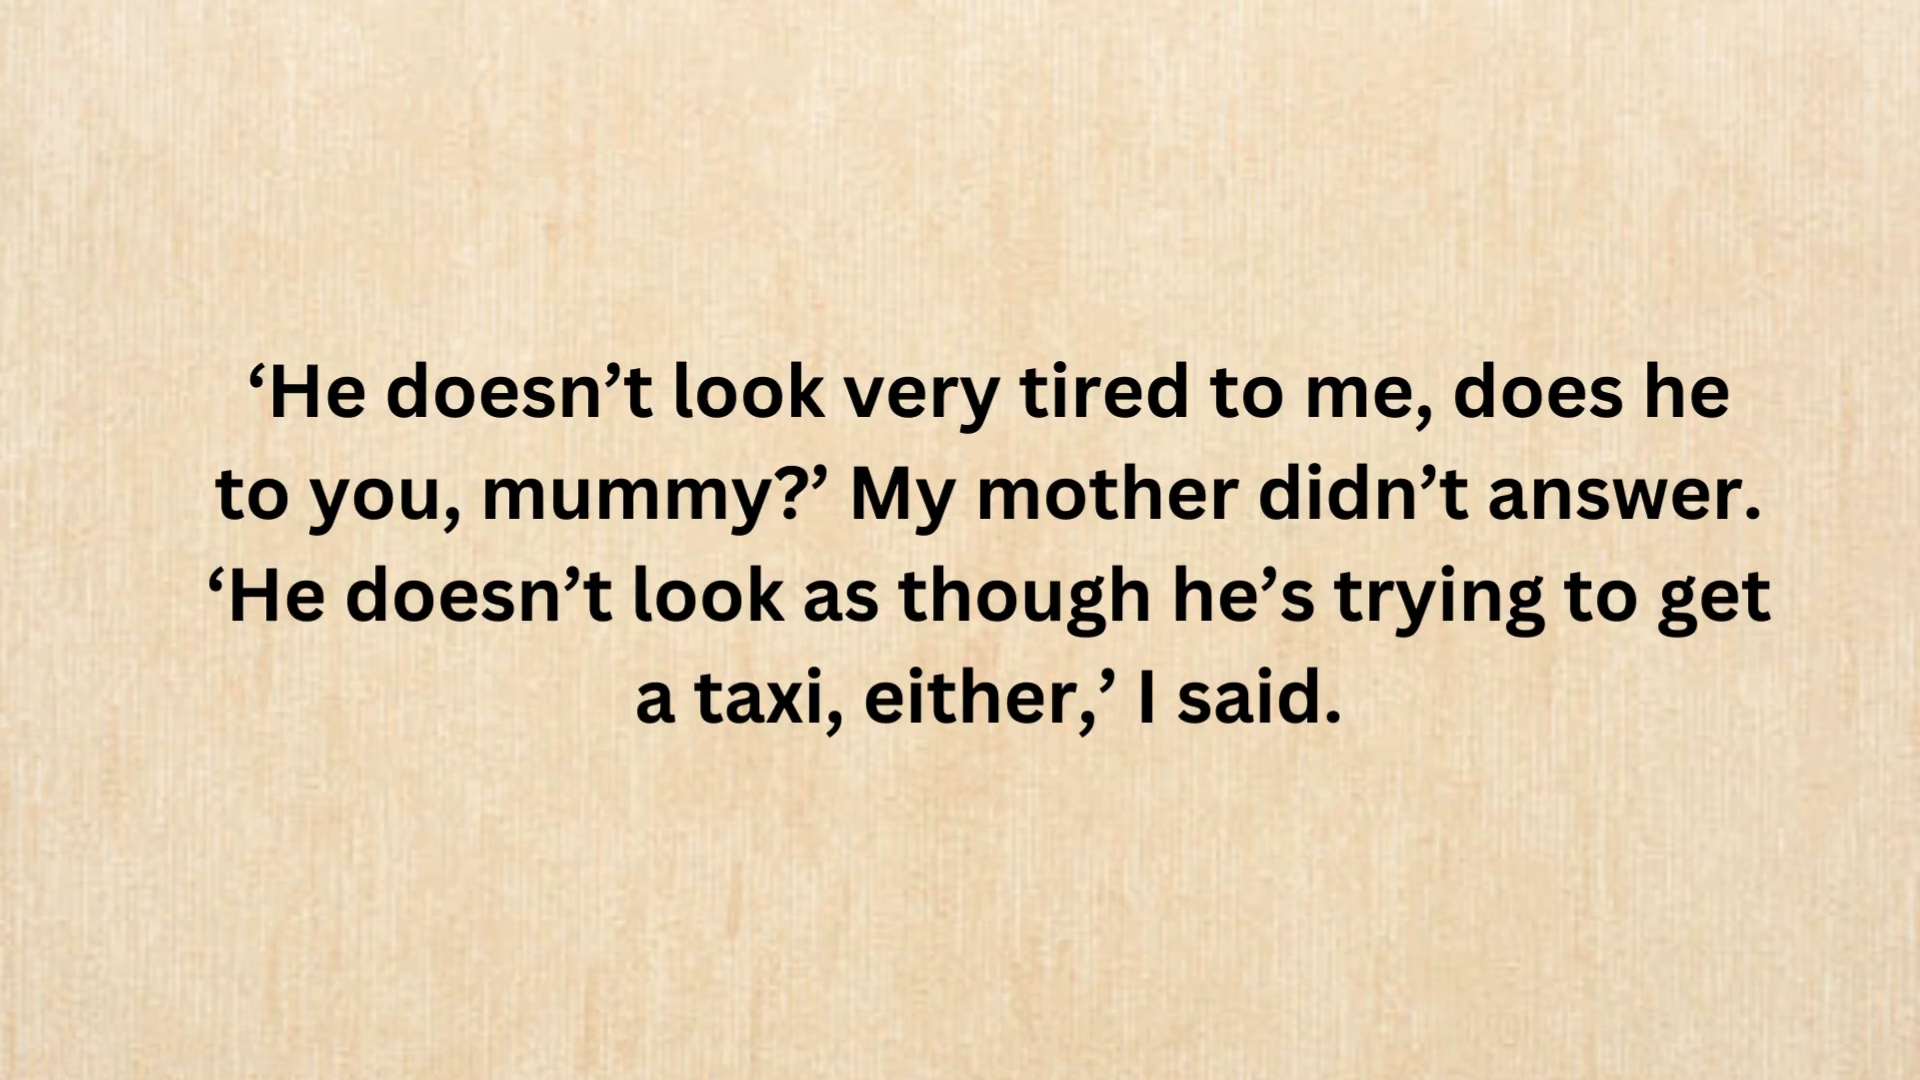 ‘He doesn’t look very tired to me, does he
to you, mummy?’ My mother didn’t answer.
‘He doesn’t look as though he’s trying to get
a taxi, either,’ I said.